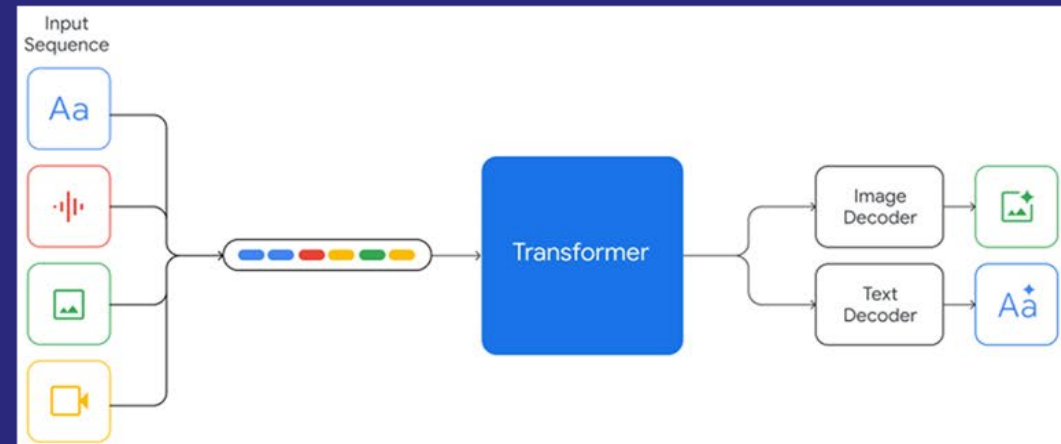 Input
Sequence
Aa
Transformer
Image
Decoder
Text
Decoder
Aa